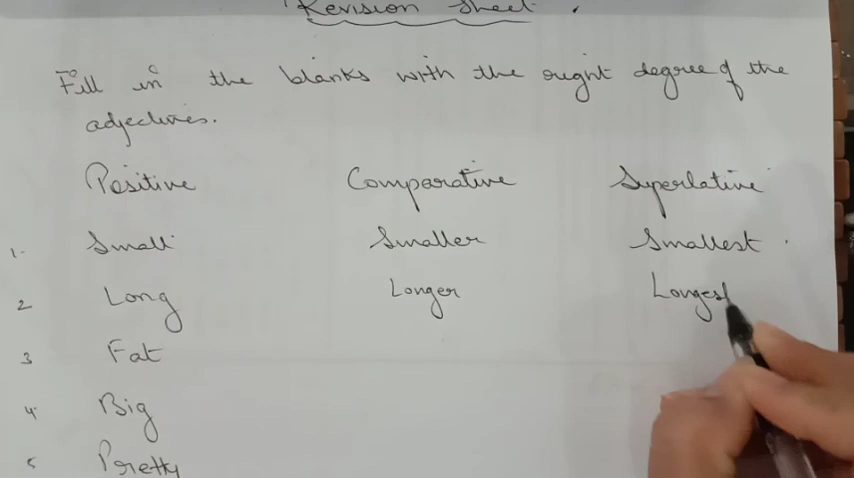 Revision Sheet.
Fill in the blanks with the right degree of the
adjectives.
Positive Comparative Superlative
1. Small Smaller Smallest.
2 Long Longer Longest
3 Fat
4. Big
5 Pretty